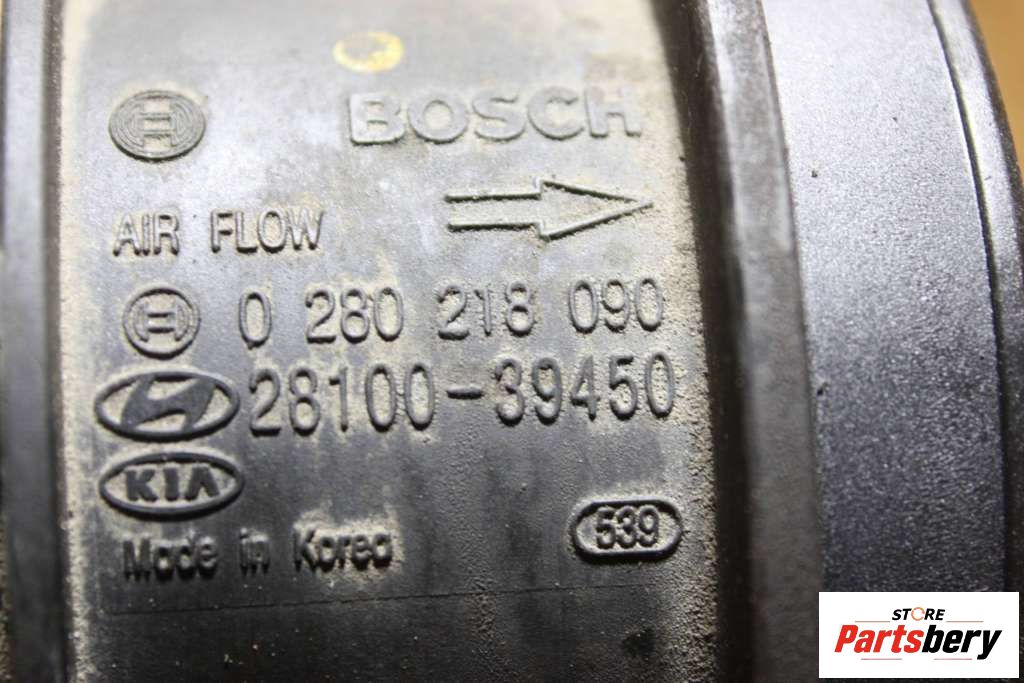 BOSCH
AIR FLOW
0 280 218 090
28100-39450
KIA
Made in Korea
539
STORE
Partsbery